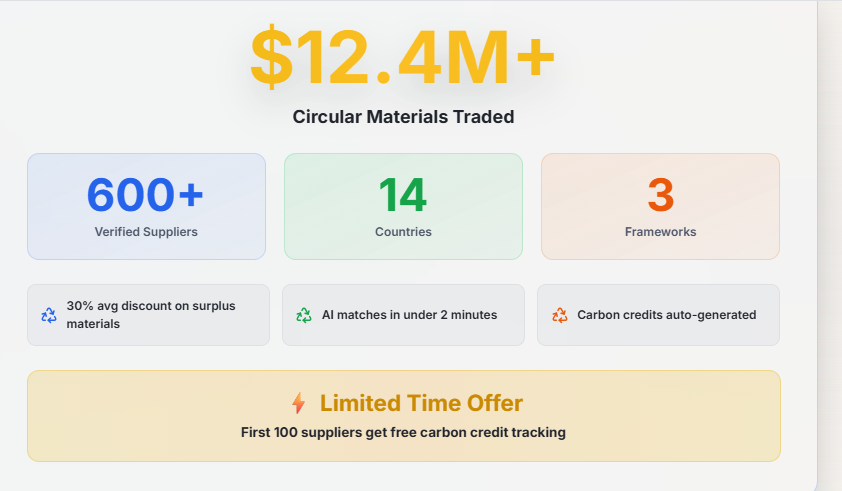 $12.4M+
Circular Materials Traded
600+
Verified Suppliers
14
Countries
3
Frameworks
30% avg discount on surplus
materials
AI matches in under 2 minutes
Carbon credits auto-generated
Limited Time Offer
First 100 suppliers get free carbon credit tracking